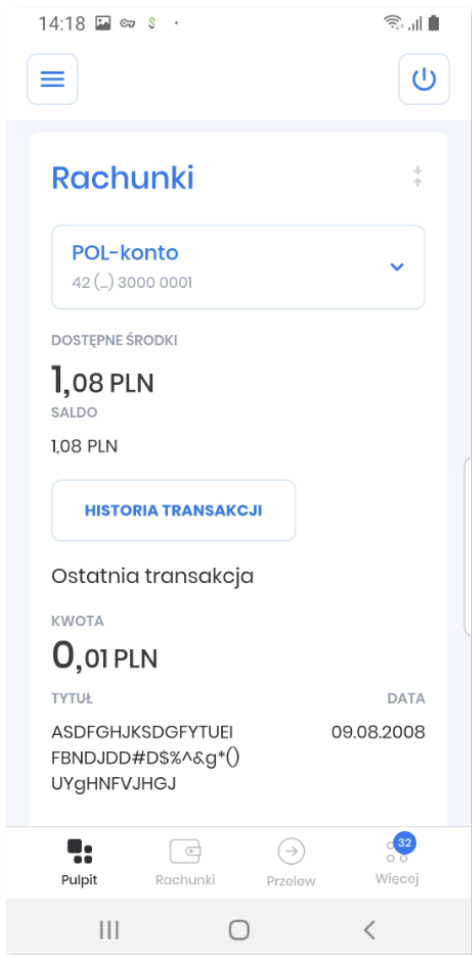 14:18
Rachunki
POL-konto
42 (...) 3000 0001
DOSTĘPNE ŚRODKI
1,08 PLN
SALDO
1,08 PLN
HISTORIA TRANSAKCJI
Ostatnia transakcja
KWOTA
0,01 PLN
TYTUŁ DATA
ASDFGHJKSDGFYTUEI 09.08.2008
FBNDJDD#D$%^&g*()
UYgHNFVJHGJ
32
Pulpit Rachunki Przelew Więcej